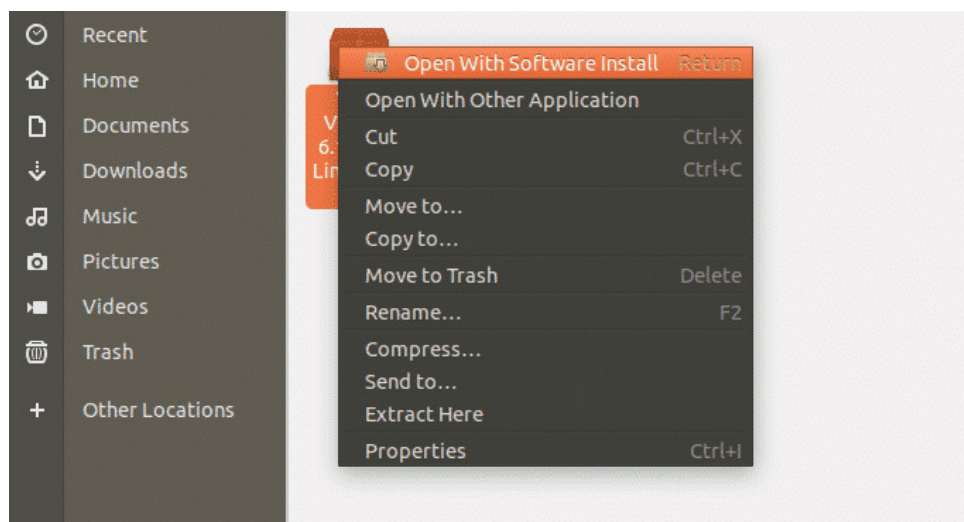 Recent
Home
Documents
Downloads
Music
Pictures
Videos
Trash
Other Locations
Open With Software Install Return
Open With Other Application
Cut Ctrl+X
Copy Ctrl+C
Move to...
Copy to...
Move to Trash Delete
Rename... F2
Compress...
Send to...
Extract Here
Properties Ctrl+I